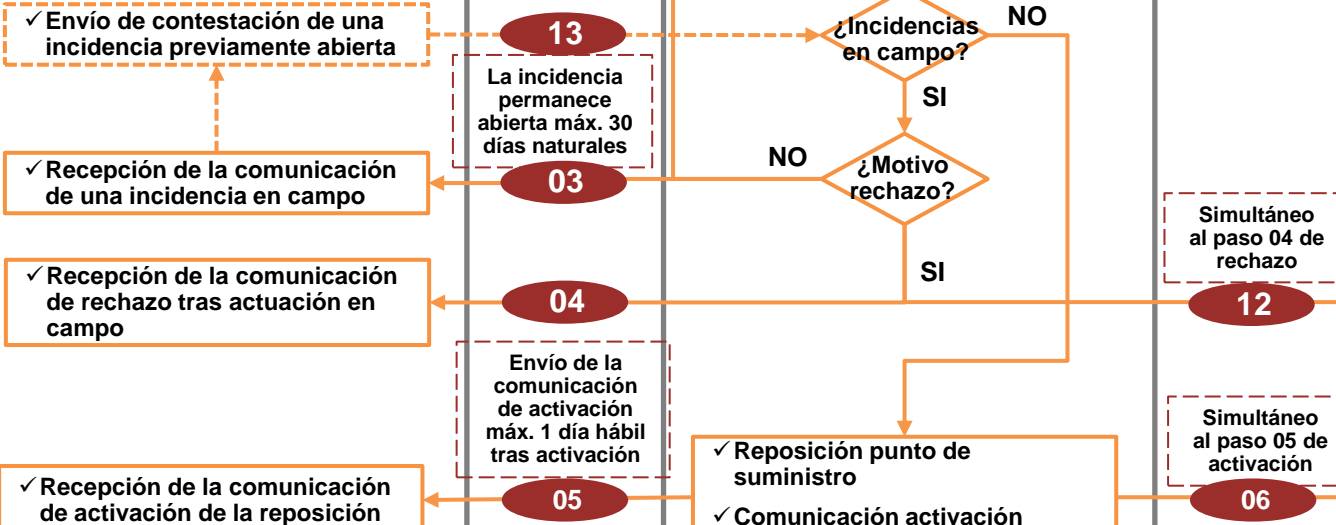 ✓ Envío de contestación de una
incidencia previamente abierta
13
¿Incidencias
en campo?
NO
La incidencia
permanece
abierta máx. 30
días naturales
SI
✓ Recepción de la comunicación
de una incidencia en campo
03
NO
¿Motivo
rechazo?
Simultáneo
al paso 04 de
rechazo
✓ Recepción de la comunicación
de rechazo tras actuación en
campo
04
SI
12
Envío de la
comunicación
de activación
máx. 1 día hábil
tras activación
Simultáneo
al paso 05 de
activación
✓ Recepción de la comunicación
de activación de la reposición
05
✓ Reposición punto de
suministro
✓ Comunicación activación
06